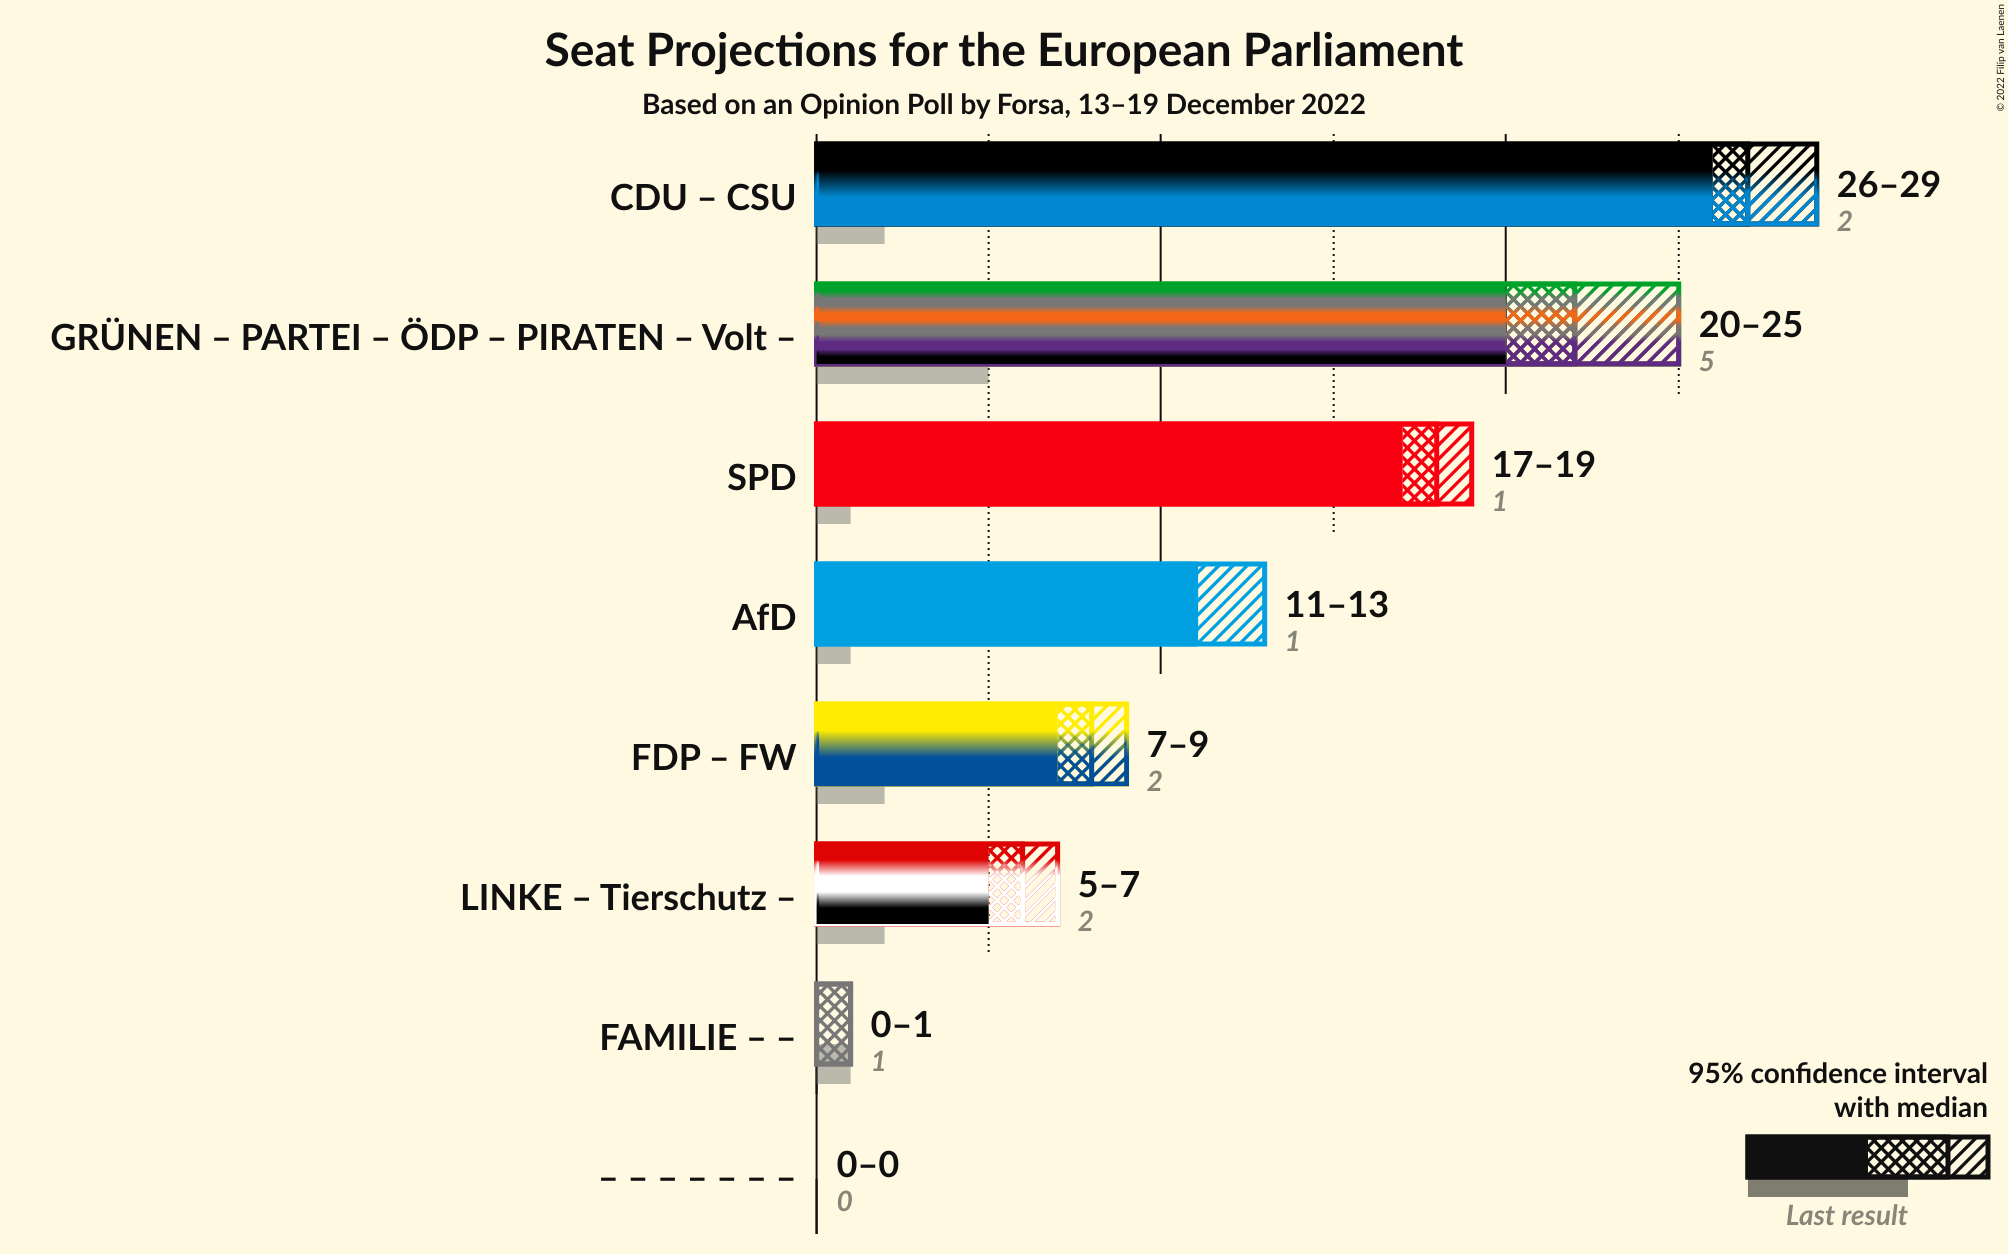 Seat Projections for the European Parliament
Based on an Opinion Poll by Forsa, 13–19 December 2022
© 2022 Filip van Laenen
CDU – CSU
26–29
2
GRÜNEN – PARTEI – ÖDP – PIRATEN – Volt –
20–25
5
SPD
17–19
1
AfD
11–13
1
FDP – FW
7–9
2
LINKE – Tierschutz –
5–7
2
FAMILIE – –
0–1
1
– – – – – – –
0–0
0
95% confidence interval
with median
Last result